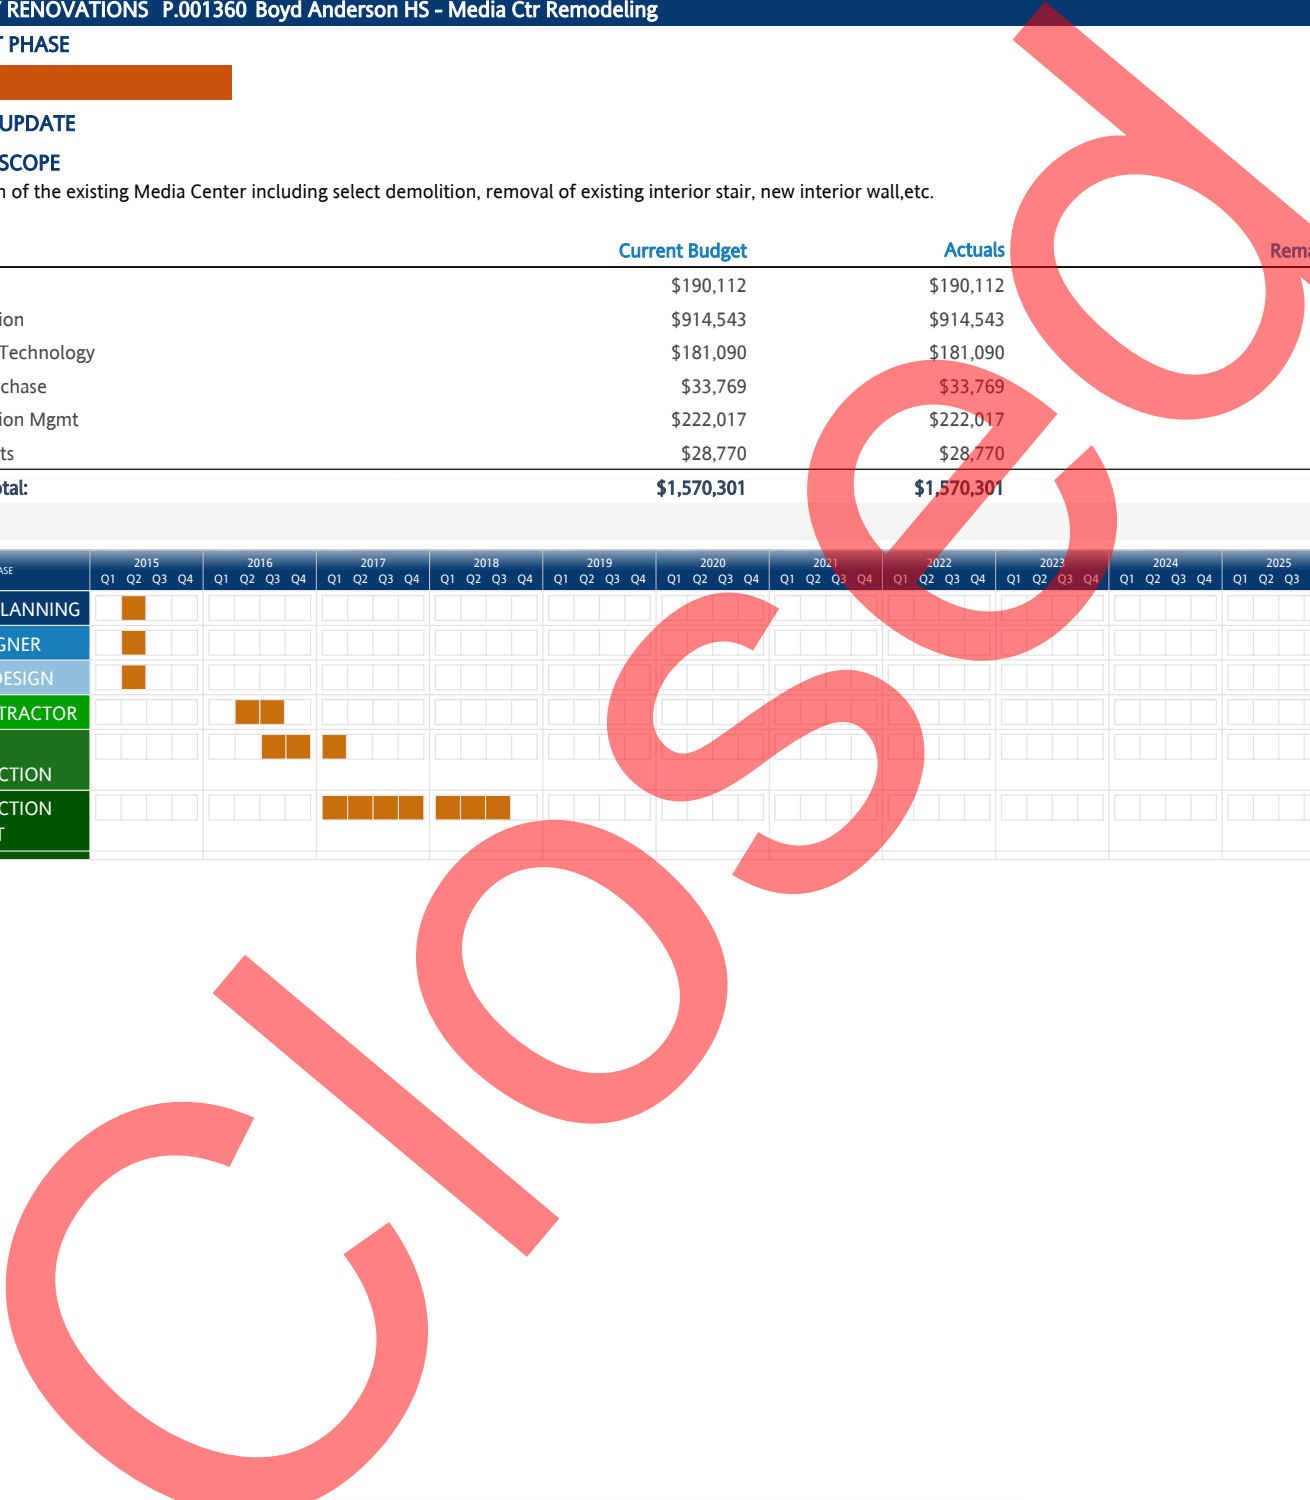 RENOVATIONS P.001360 Boyd Anderson HS - Media Ctr Remodeling
PHASE
UPDATE
SCOPE
of the existing Media Center including select demolition, removal of existing interior stair, new interior wall,etc.
Current Budget Actuals Rema
$190,112 $190,112
ion $914,543 $914,543
Technology $181,090 $181,090
chase $33,769 $33,769
ion Mgmt $222,017 $222,017
ts $28,770 $28,770
otal: $1,570,301 $1,570,301
2015 2016 2017 2018 2019 2020 2021 2022 2023 2024 2025
ASE Q1 Q2 Q3 Q4 Q1 Q2 Q3 Q4 Q1 Q2 Q3 Q4 Q1 Q2 Q3 Q4 Q1 Q2 Q3 Q4 Q1 Q2 Q3 Q4 Q1 Q2 Q3 Q4 Q1 Q2 Q3 Q4 Q1 Q2 Q3 Q4 Q1 Q2 Q3 Q4 Q1 Q2 Q3
LANNING
GNER
DESIGN
TRACTOR
CTION
CTION
T
Closed